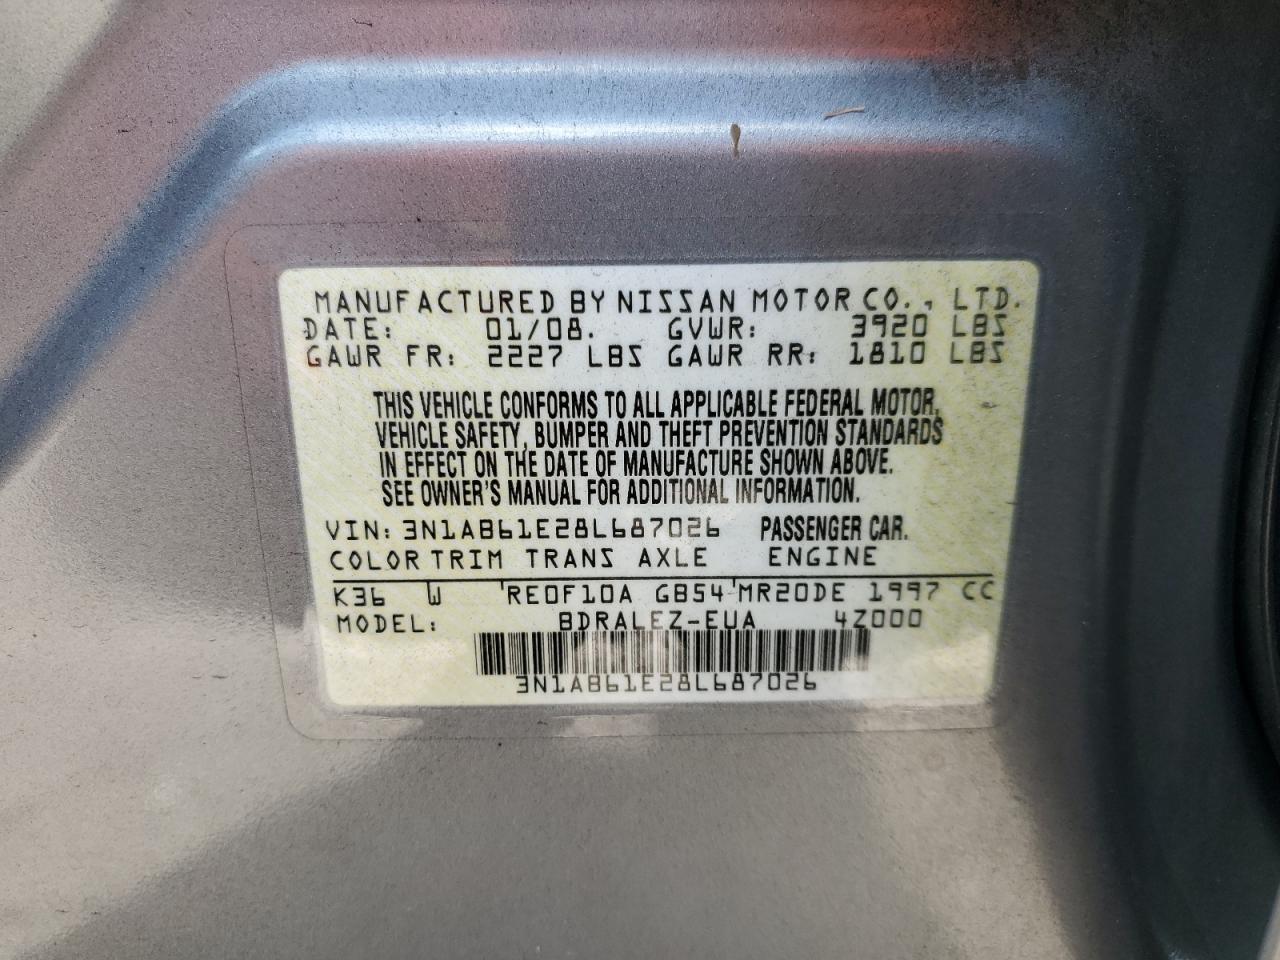 MANUFACTURED BY NISSAN MOTOR CO., LTD.
DATE: 01/08. GVWR: 3920 LBS
GAWR FR: 2227 LBS GAWR RR: 1810 LBS
THIS VEHICLE CONFORMS TO ALL APPLICABLE FEDERAL MOTOR,
VEHICLE SAFETY, BUMPER AND THEFT PREVENTION STANDARDS
IN EFFECT ON THE DATE OF MANUFACTURE SHOWN ABOVE.
SEE OWNER'S MANUAL FOR ADDITIONAL INFORMATION.
VIN: 3N1AB61E28L687026 PASSENGER CAR.
COLOR TRIM TRANS AXLE ENGINE
K36 W RE0F10A GB54 MR20DE 1997 CC
MODEL: BDRALEZ-EUA 4Z000
3N1AB61E28L687026